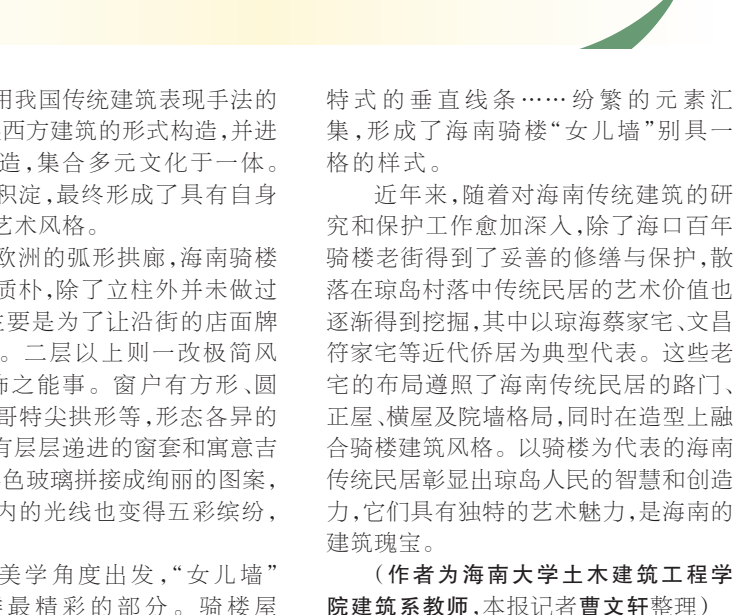 用我国传统建筑表现手法的
西方建筑的形式构造,并进
造,集合多元文化于一体。
积淀,最终形成了具有自身
艺术风格。
欧洲的弧形拱廊,海南骑楼
质朴,除了立柱外并未做过
主要是为了让沿街的店面牌
。二层以上则一改极简风
饰之能事。窗户有方形、圆
哥特尖拱形等,形态各异的
有层层递进的窗套和寓意吉
色玻璃拼接成绚丽的图案,
内的光线也变得五彩缤纷,
美学角度出发,“女儿墙”
最精彩的部分。骑楼屋
特式的垂直线条……纷繁的元素汇
集,形成了海南骑楼“女儿墙”别具一
格的样式。
近年来,随着对海南传统建筑的研
究和保护工作愈加深入,除了海口百年
骑楼老街得到了妥善的修缮与保护,散
落在琼岛村落中传统民居的艺术价值也
逐渐得到挖掘,其中以琼海蔡家宅、文昌
符家宅等近代侨居为典型代表。这些老
宅的布局遵照了海南传统民居的路门、
正屋、横屋及院墙格局,同时在造型上融
合骑楼建筑风格。以骑楼为代表的海南
传统民居彰显出琼岛人民的智慧和创造
力,它们具有独特的艺术魅力,是海南的
建筑瑰宝。
(作者为海南大学土木建筑工程学
院建筑系教师,本报记者曹文轩整理)